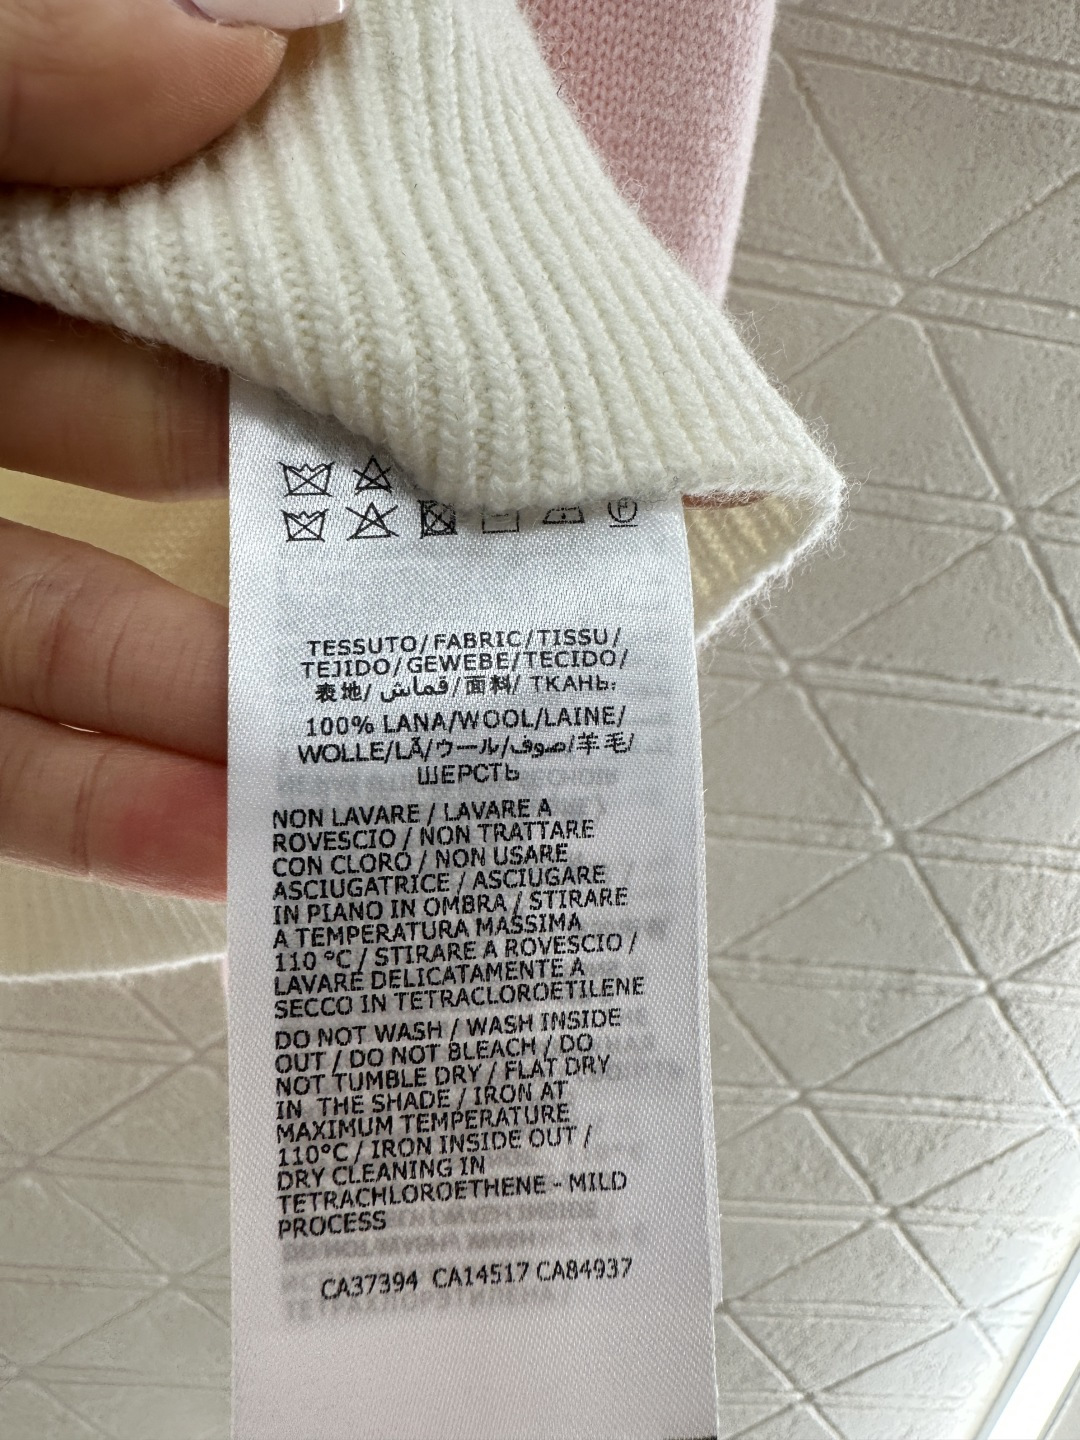 TESSUTO/FABRIC/TISSU/
TEJIDO/GEWEBE/TECIDO/
表地/ قماش/面料/ ТКАНЬ:
100% LANA/WOOL/LAINE/
WOLLE/LÃ/ウール/صوف/羊毛/
ШЕРСТЬ
NON LAVARE / LAVARE A
ROVESCIO / NON TRATTARE
CON CLORO / NON USARE
ASCIUGATRICE / ASCIUGARE
IN PIANO IN OMBRA / STIRARE
A TEMPERATURA MASSIMA
110 °C / STIRARE A ROVESCIO /
LAVARE DELICATAMENTE A
SECCO IN TETRACLOROETILENE
DO NOT WASH / WASH INSIDE
OUT / DO NOT BLEACH / DO
NOT TUMBLE DRY / FLAT DRY
IN THE SHADE / IRON AT
MAXIMUM TEMPERATURE
110°C / IRON INSIDE OUT /
DRY CLEANING IN
TETRACHLOROETHENE - MILD
PROCESS
CA37394 CA14517 CA84937